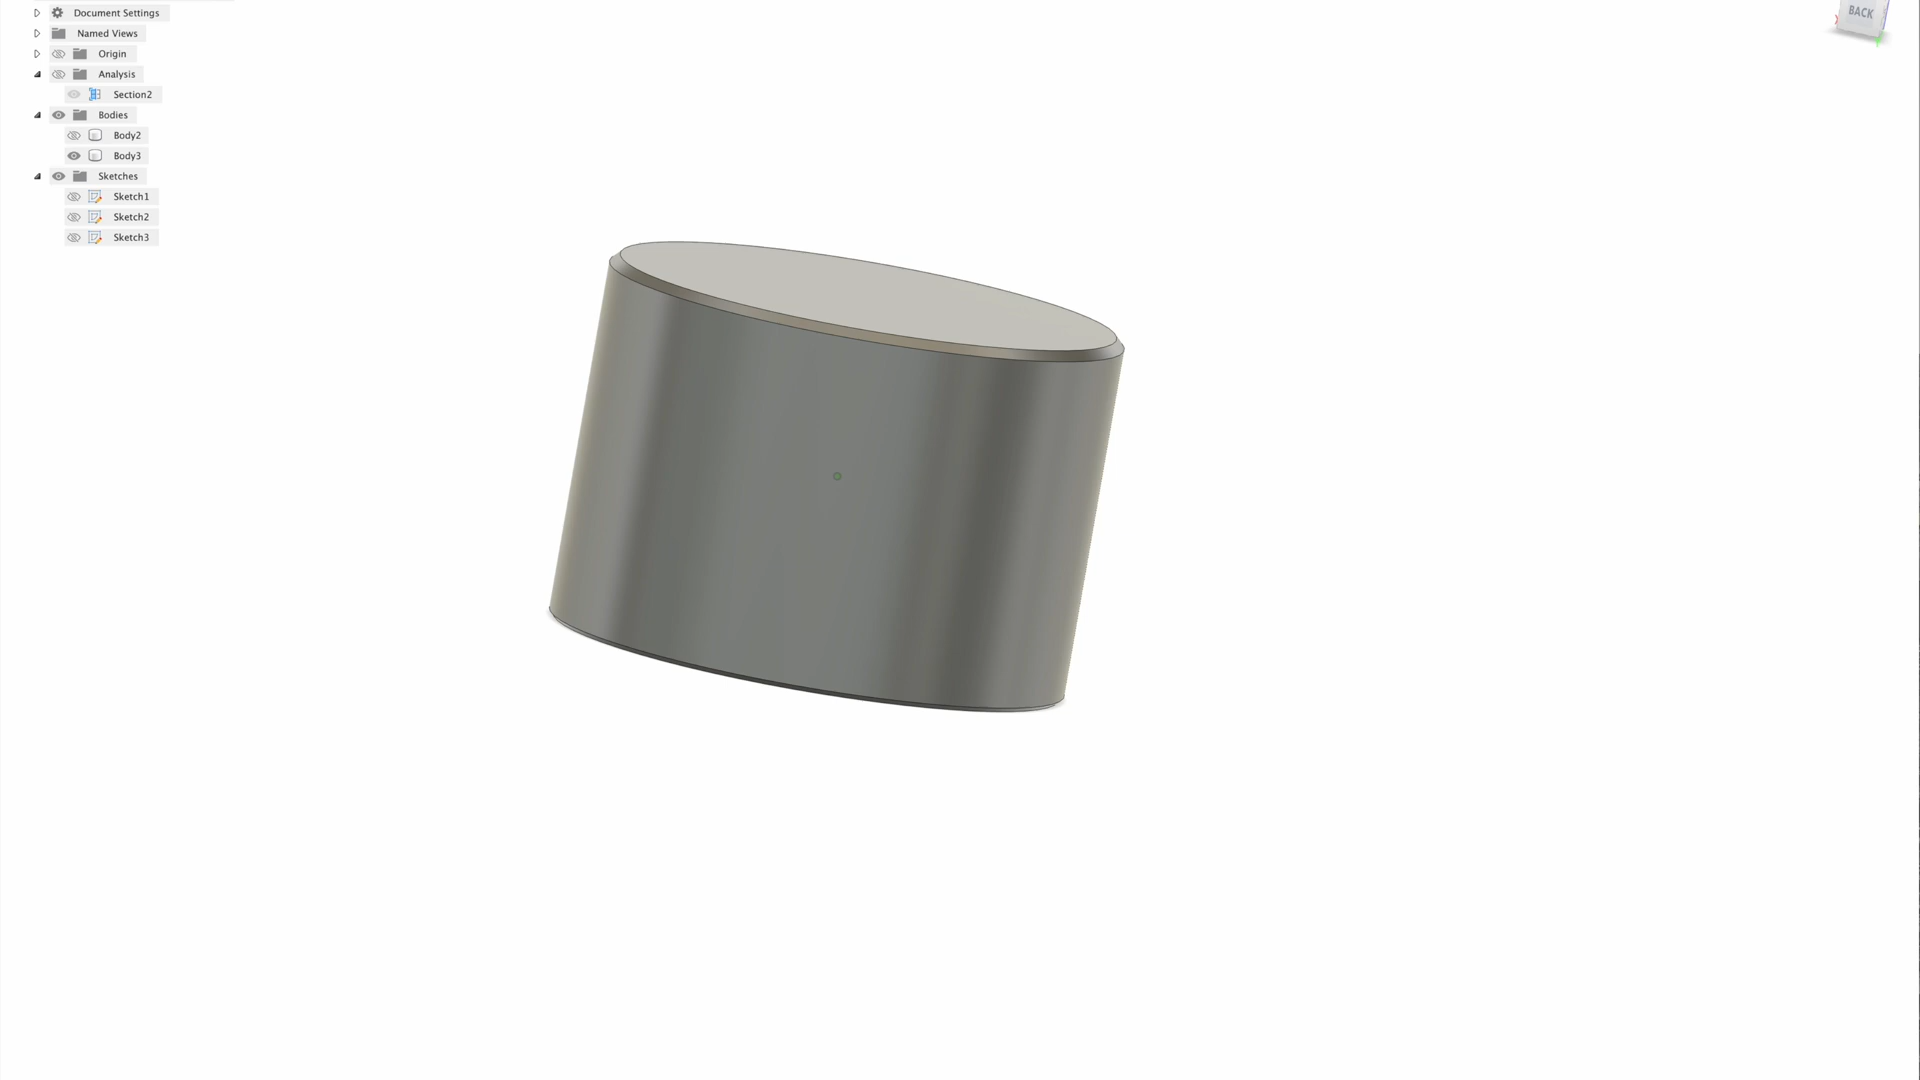 Document Settings
Named Views
Origin
Analysis
Section2
Bodies
Body2
Body3
Sketches
Sketch1
Sketch2
Sketch3
BACK